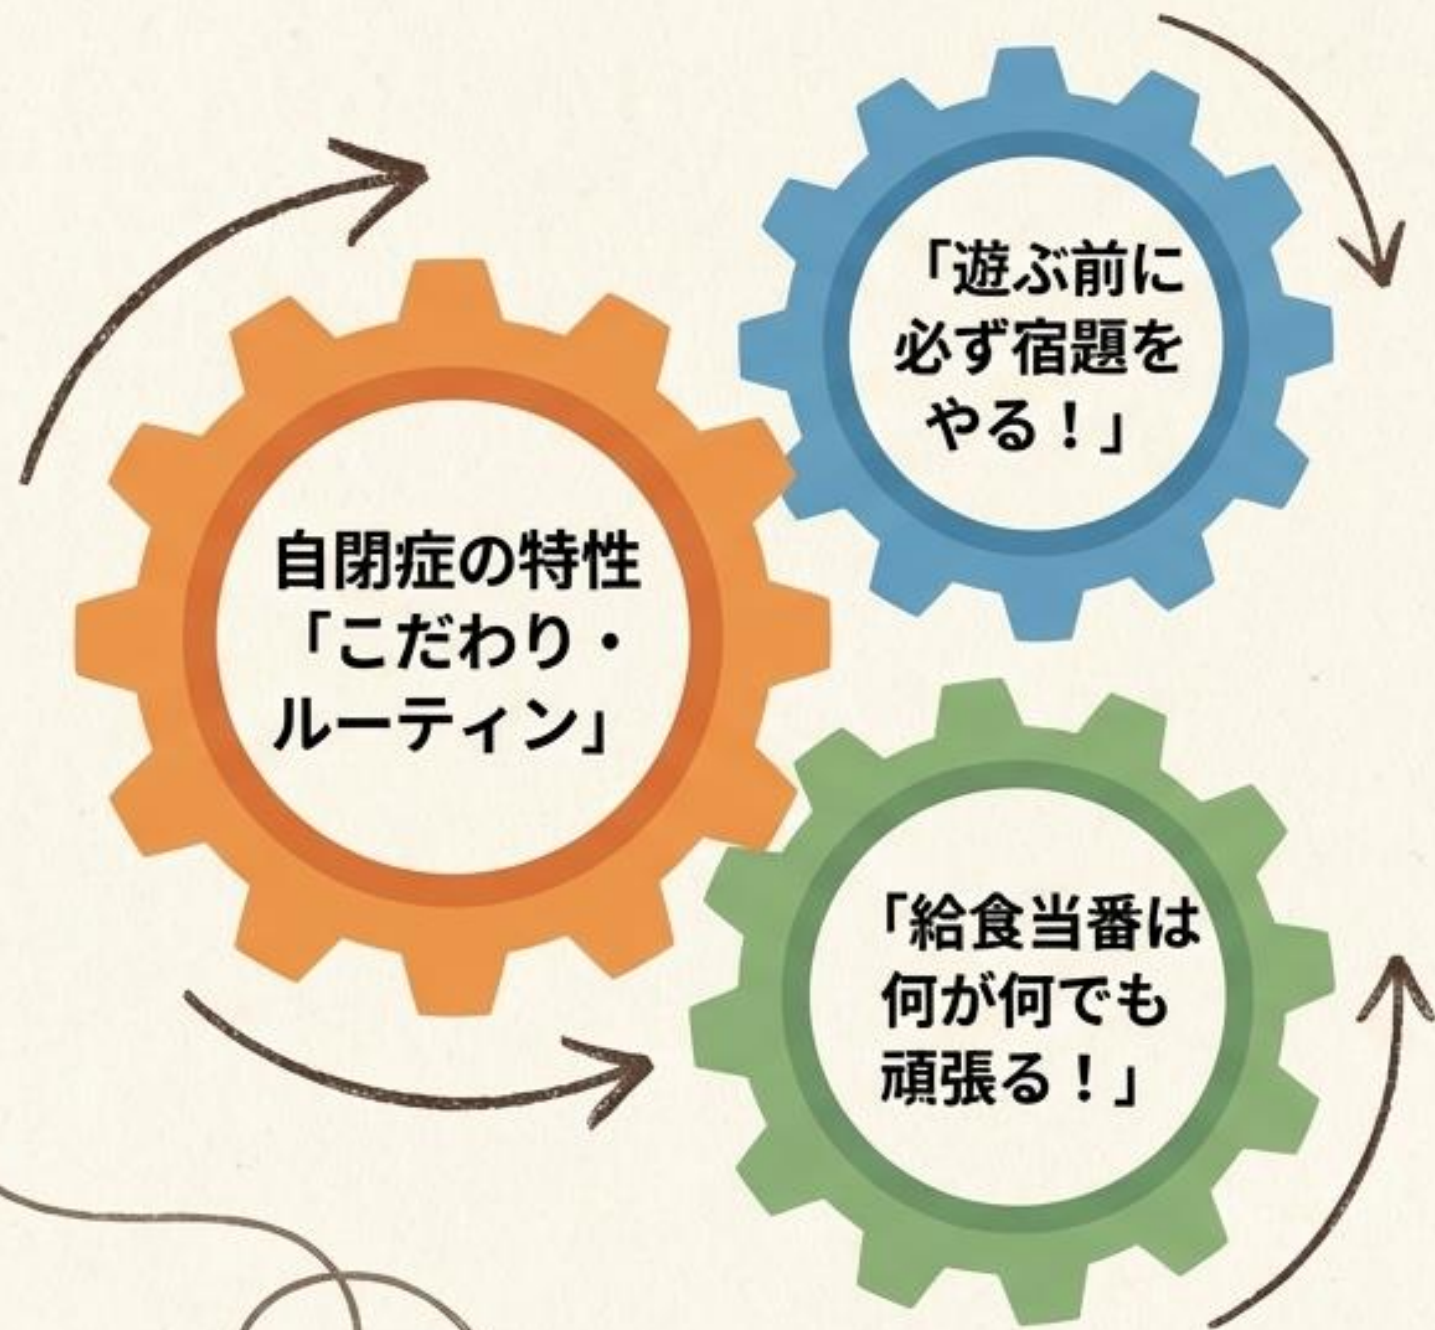 自閉症の特性
「こだわり・
ルーティン」
「遊ぶ前に
必ず宿題を
やる！」
「給食当番は
何が何でも
頑張る！」